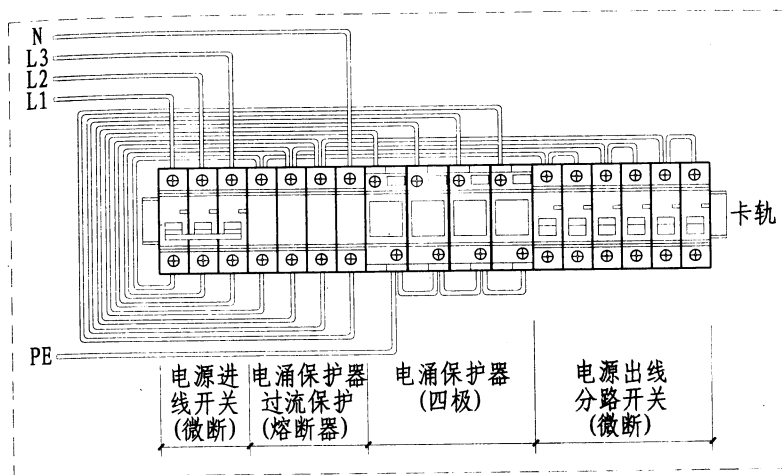 N
L3
L2
L1
卡轨
PE
电源进
线开关
(微断)
电涌保护器
过流保护
(熔断器)
电涌保护器
(四极)
电源出线
分路开关
(微断)